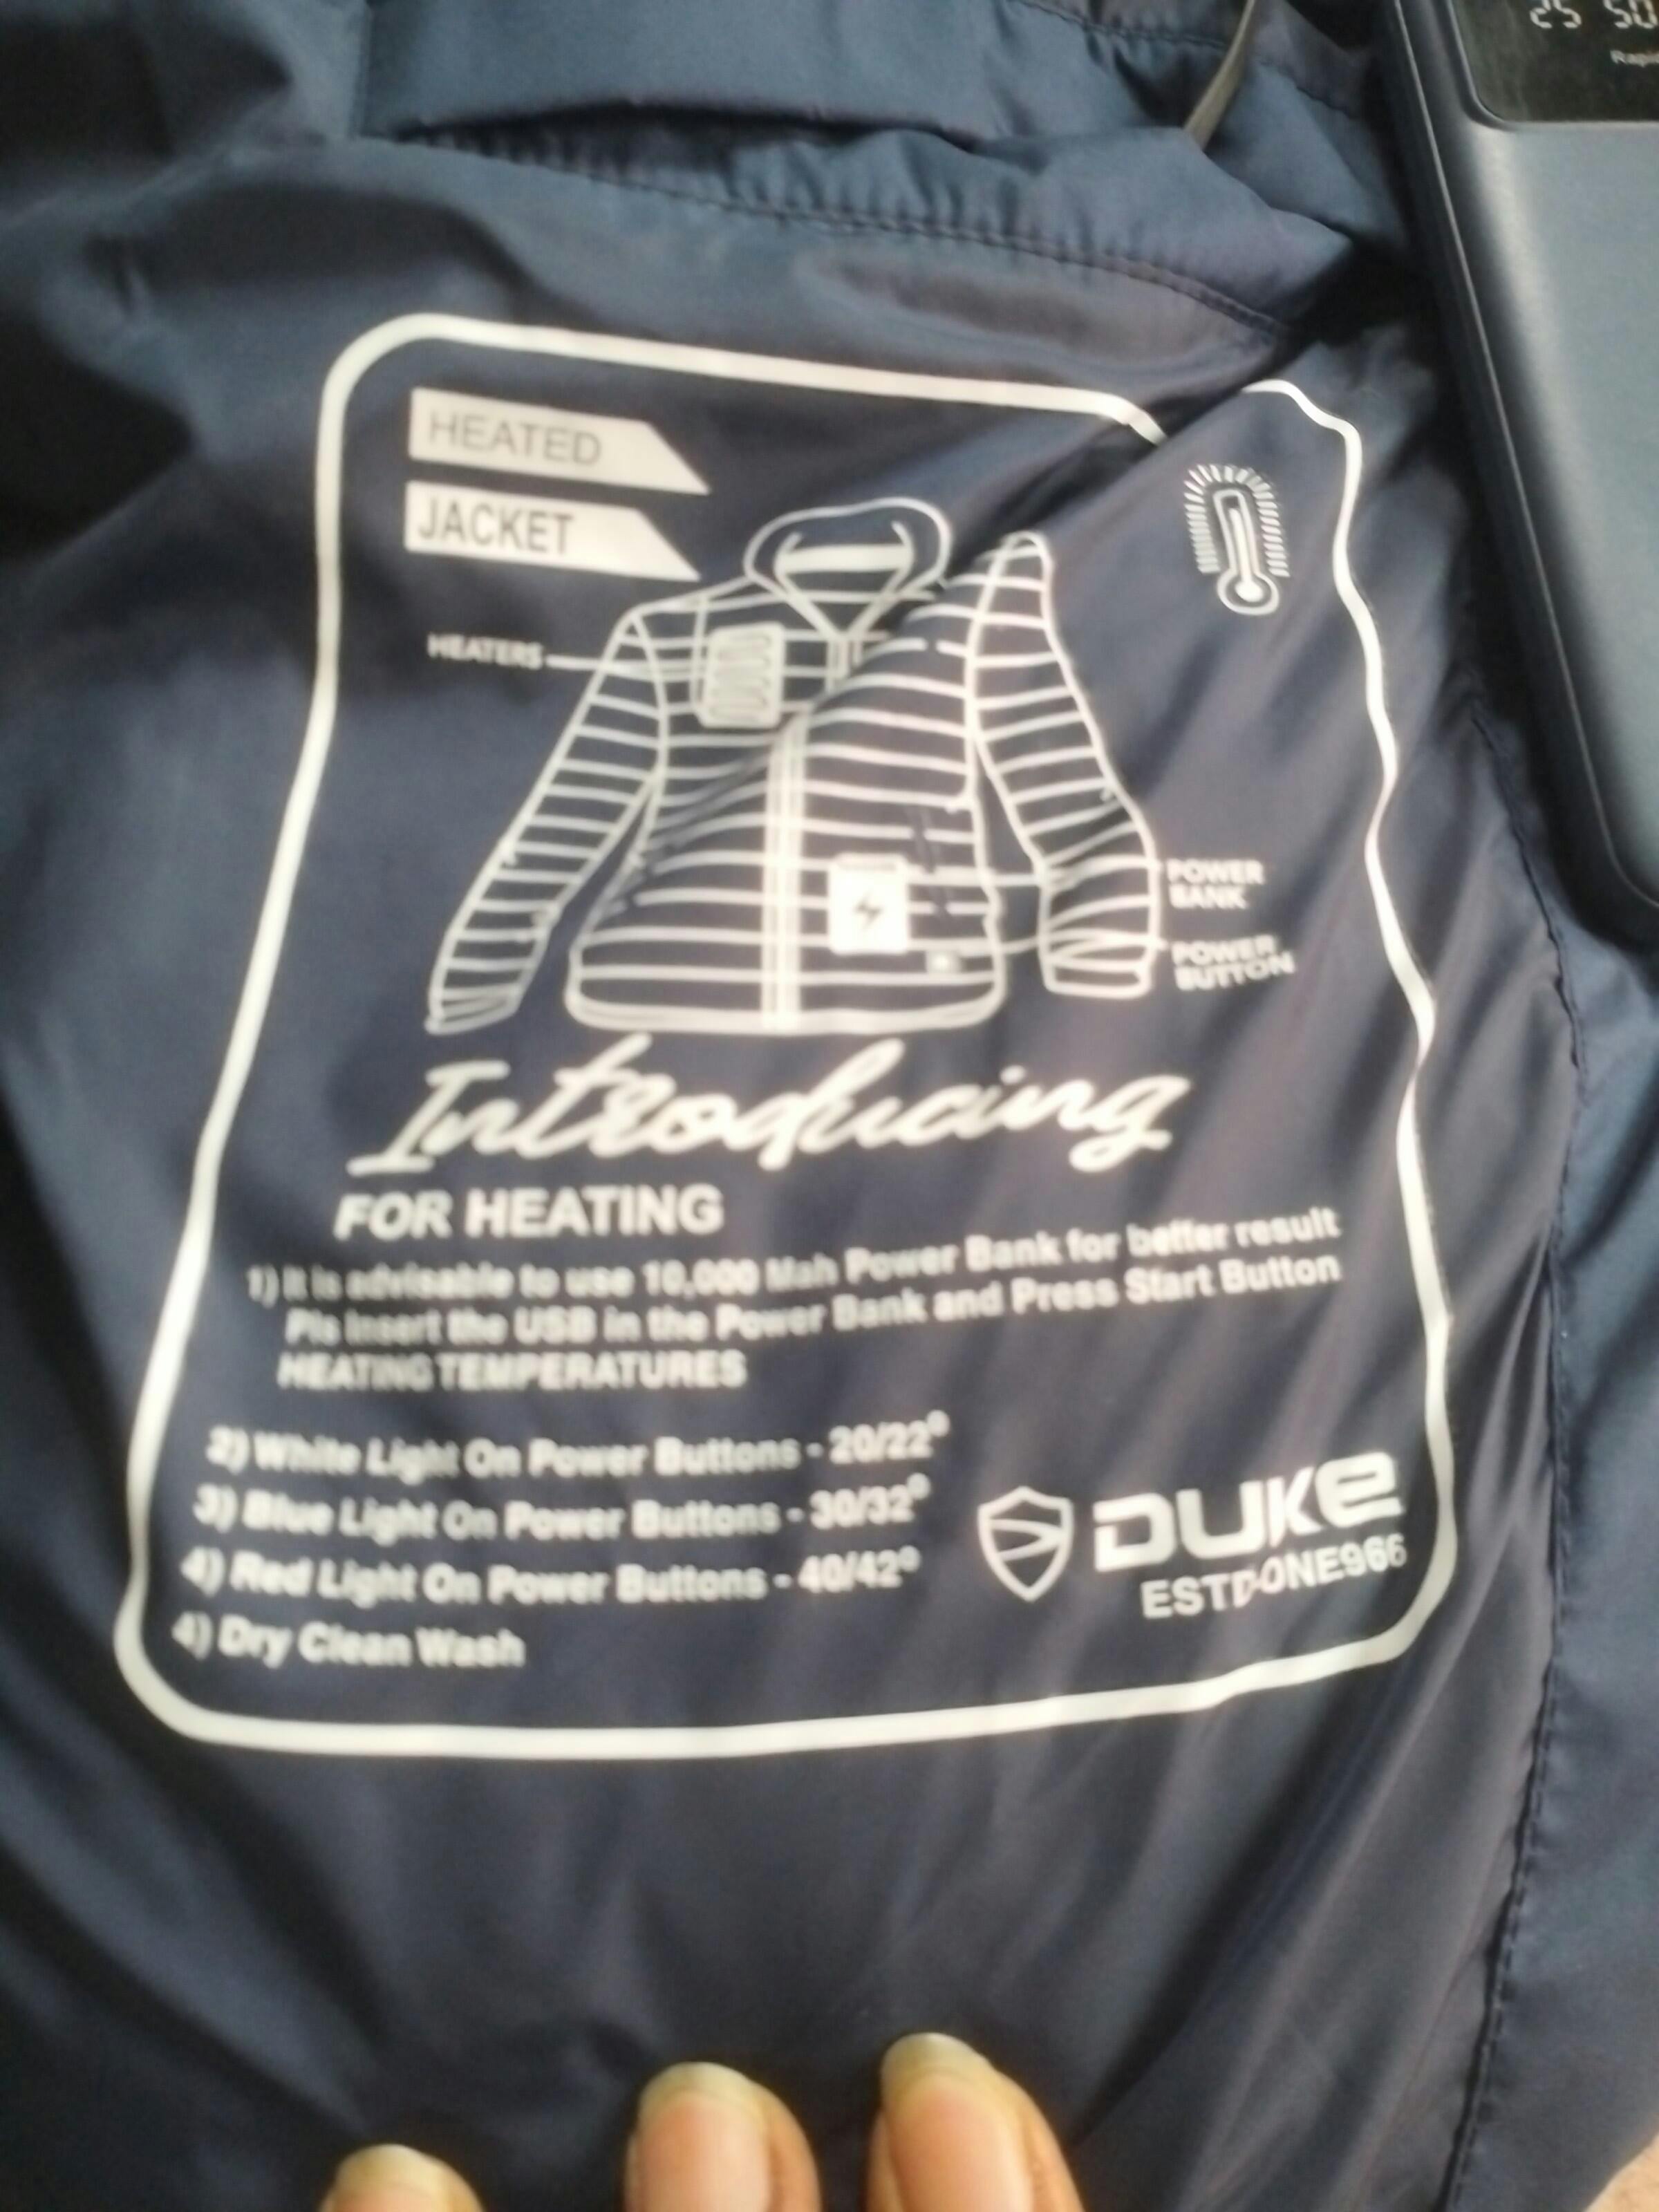 25 50
HEATED
JACKET
HEATERS
POWER
BANK
POWER
BUTTON
Introducing
FOR HEATING
1) It is advisable to use 10,000 Mah Power Bank for better result
Pls Insert the USB in the Power Bank and Press Start Button
HEATING TEMPERATURES
2) White Light On Power Buttons - 20/22°
3) Blue Light On Power Buttons - 30/32°
4) Red Light On Power Buttons - 40/42°
4) Dry Clean Wash
DUKE
ESTD-ONE966